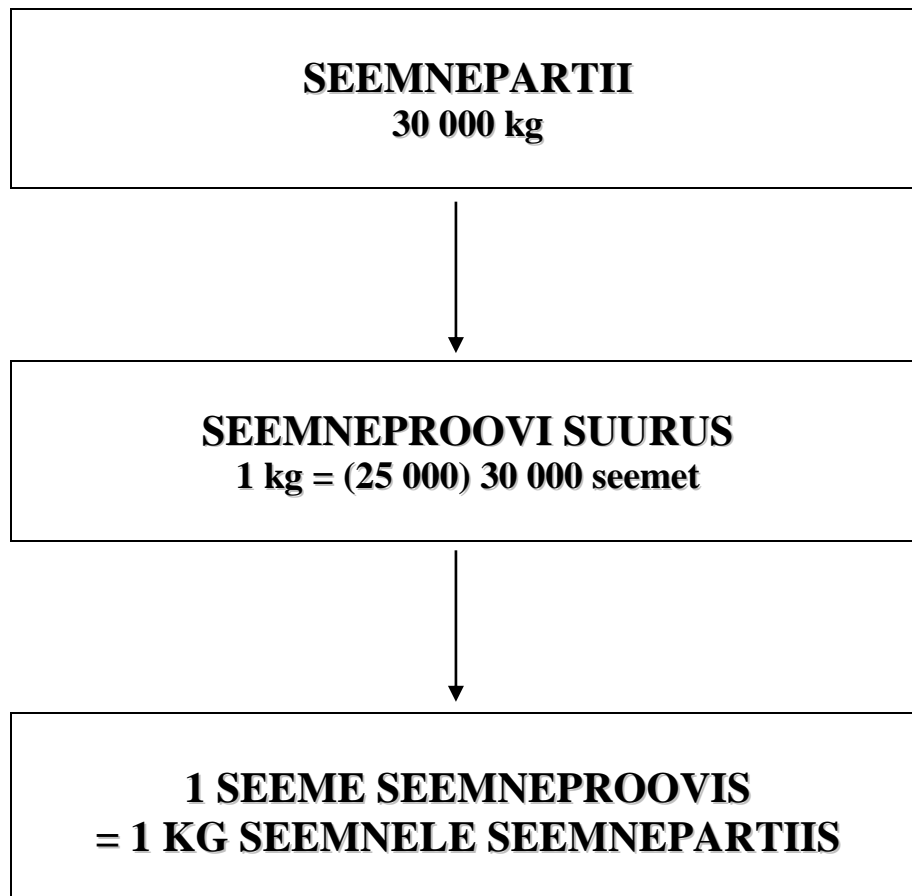 SEEMNEPARTII
30 000 kg
SEEMNEPROOVI SUURUS
1 kg = (25 000) 30 000 seemet
1 SEEME SEEMNEPROOVIS
= 1 KG SEEMNELE SEEMNEPARTIIS